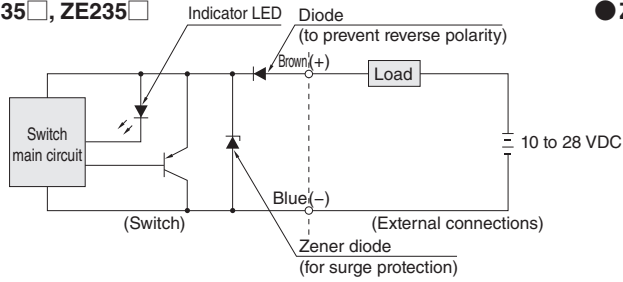 35□, ZE235□
●
Indicator LED
Diode
(to prevent reverse polarity)
Brown(+)
Load
Switch
main circuit
10 to 28 VDC
Blue(−)
(Switch)
(External connections)
Zener diode
(for surge protection)